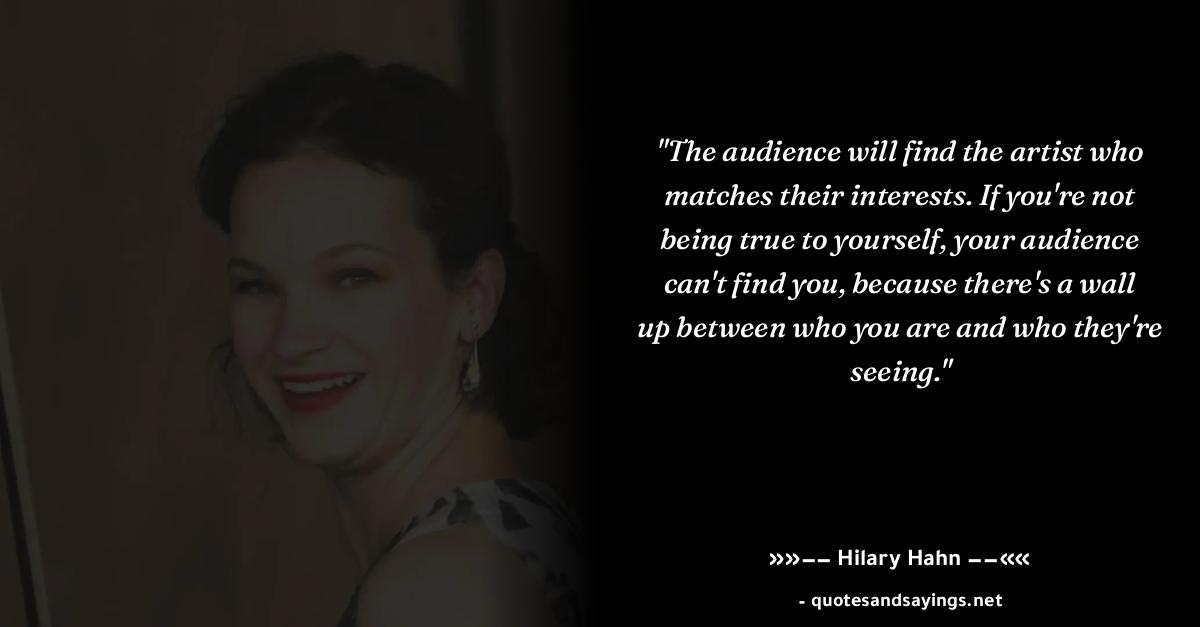 "The audience will find the artist who
matches their interests. If you're not
being true to yourself, your audience
can't find you, because there's a wall
up between who you are and who they're
seeing."
»»−− Hilary Hahn −−««
- quotesandsayings.net